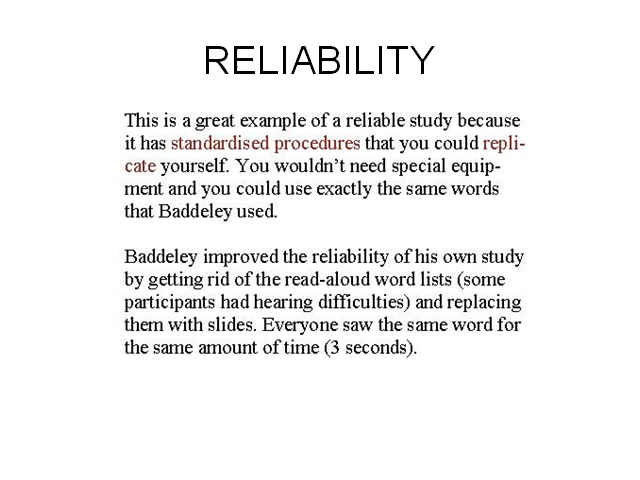 RELIABILITY
This is a great example of a reliable study because
it has standardised procedures that you could repli-
cate yourself. You wouldn’t need special equip-
ment and you could use exactly the same words
that Baddeley used.
Baddeley improved the reliability of his own study
by getting rid of the read-aloud word lists (some
participants had hearing difficulties) and replacing
them with slides. Everyone saw the same word for
the same amount of time (3 seconds).